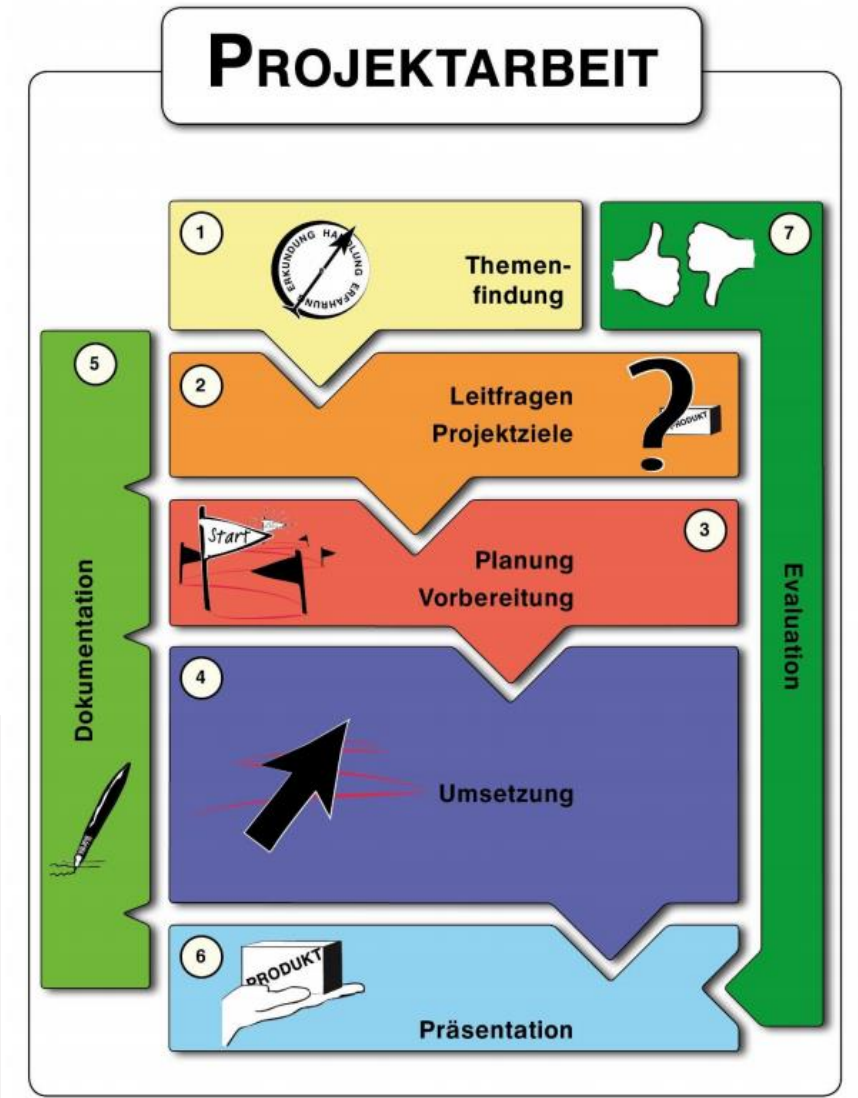 PROJEKTARBEIT
1
ERKUNDUNG HANDLUNG ERFAHRUNG
Themen-
findung
7
5
2
Leitfragen
Projektziele
PRODUKT
Start
3
Planung
Vorbereitung
Dokumentation
Evaluation
4
Umsetzung
6
PRODUKT
Präsentation